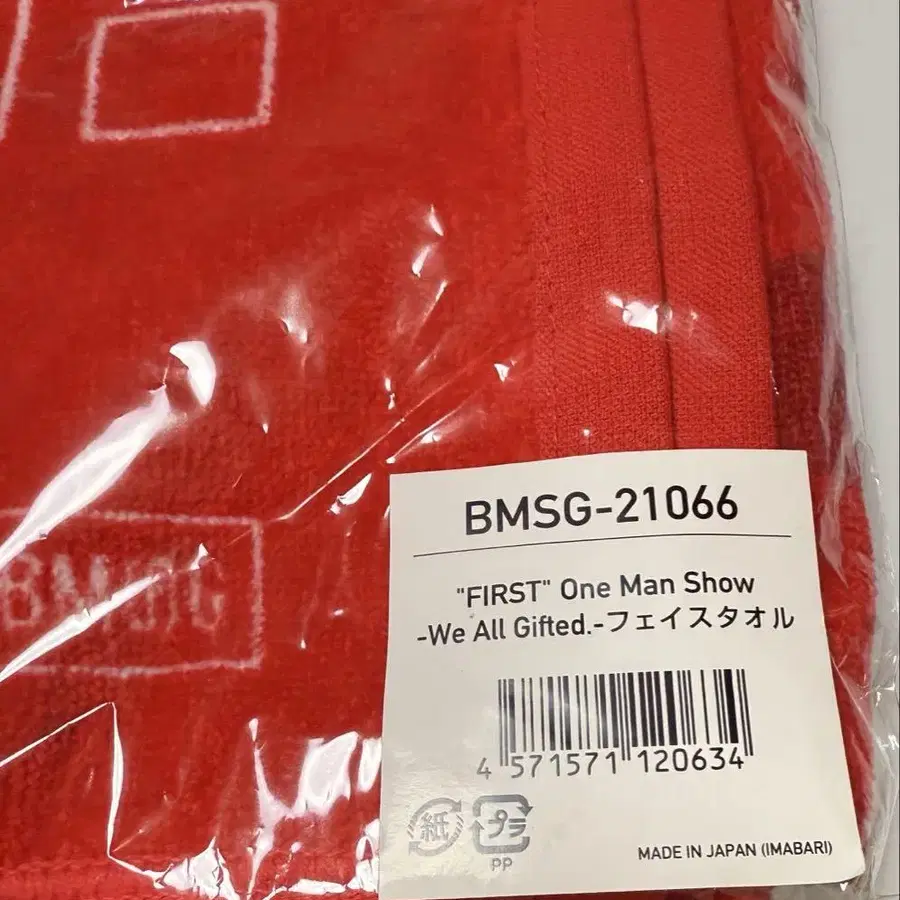 BMSG
BMSG-21066
"FIRST" One Man Show
-We All Gifted.-フェイスタオル
4 571571 120634
紙
プラ
PP
MADE IN JAPAN (IMABARI)